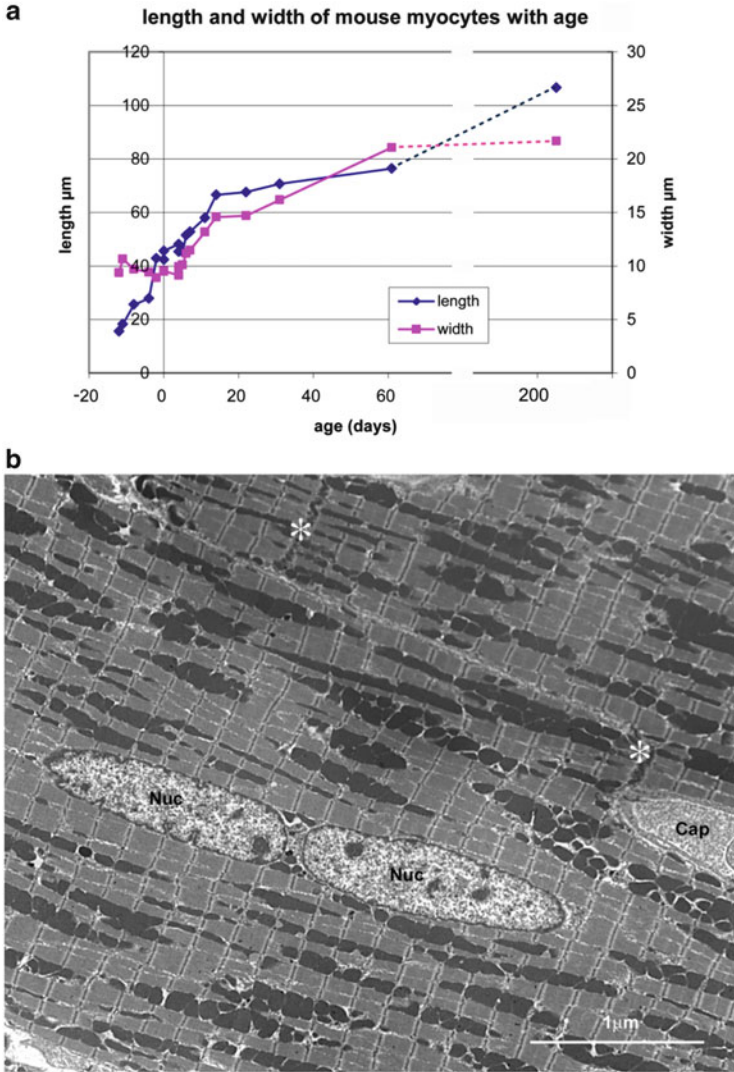 a
length and width of mouse myocytes with age
120
100
80
60
40
20
0
length µm
30
25
20
15
10
5
0
width µm
length
width
-20 0 20 40 60 200
age (days)
b
*
*
Nuc
Nuc
Cap
1µm